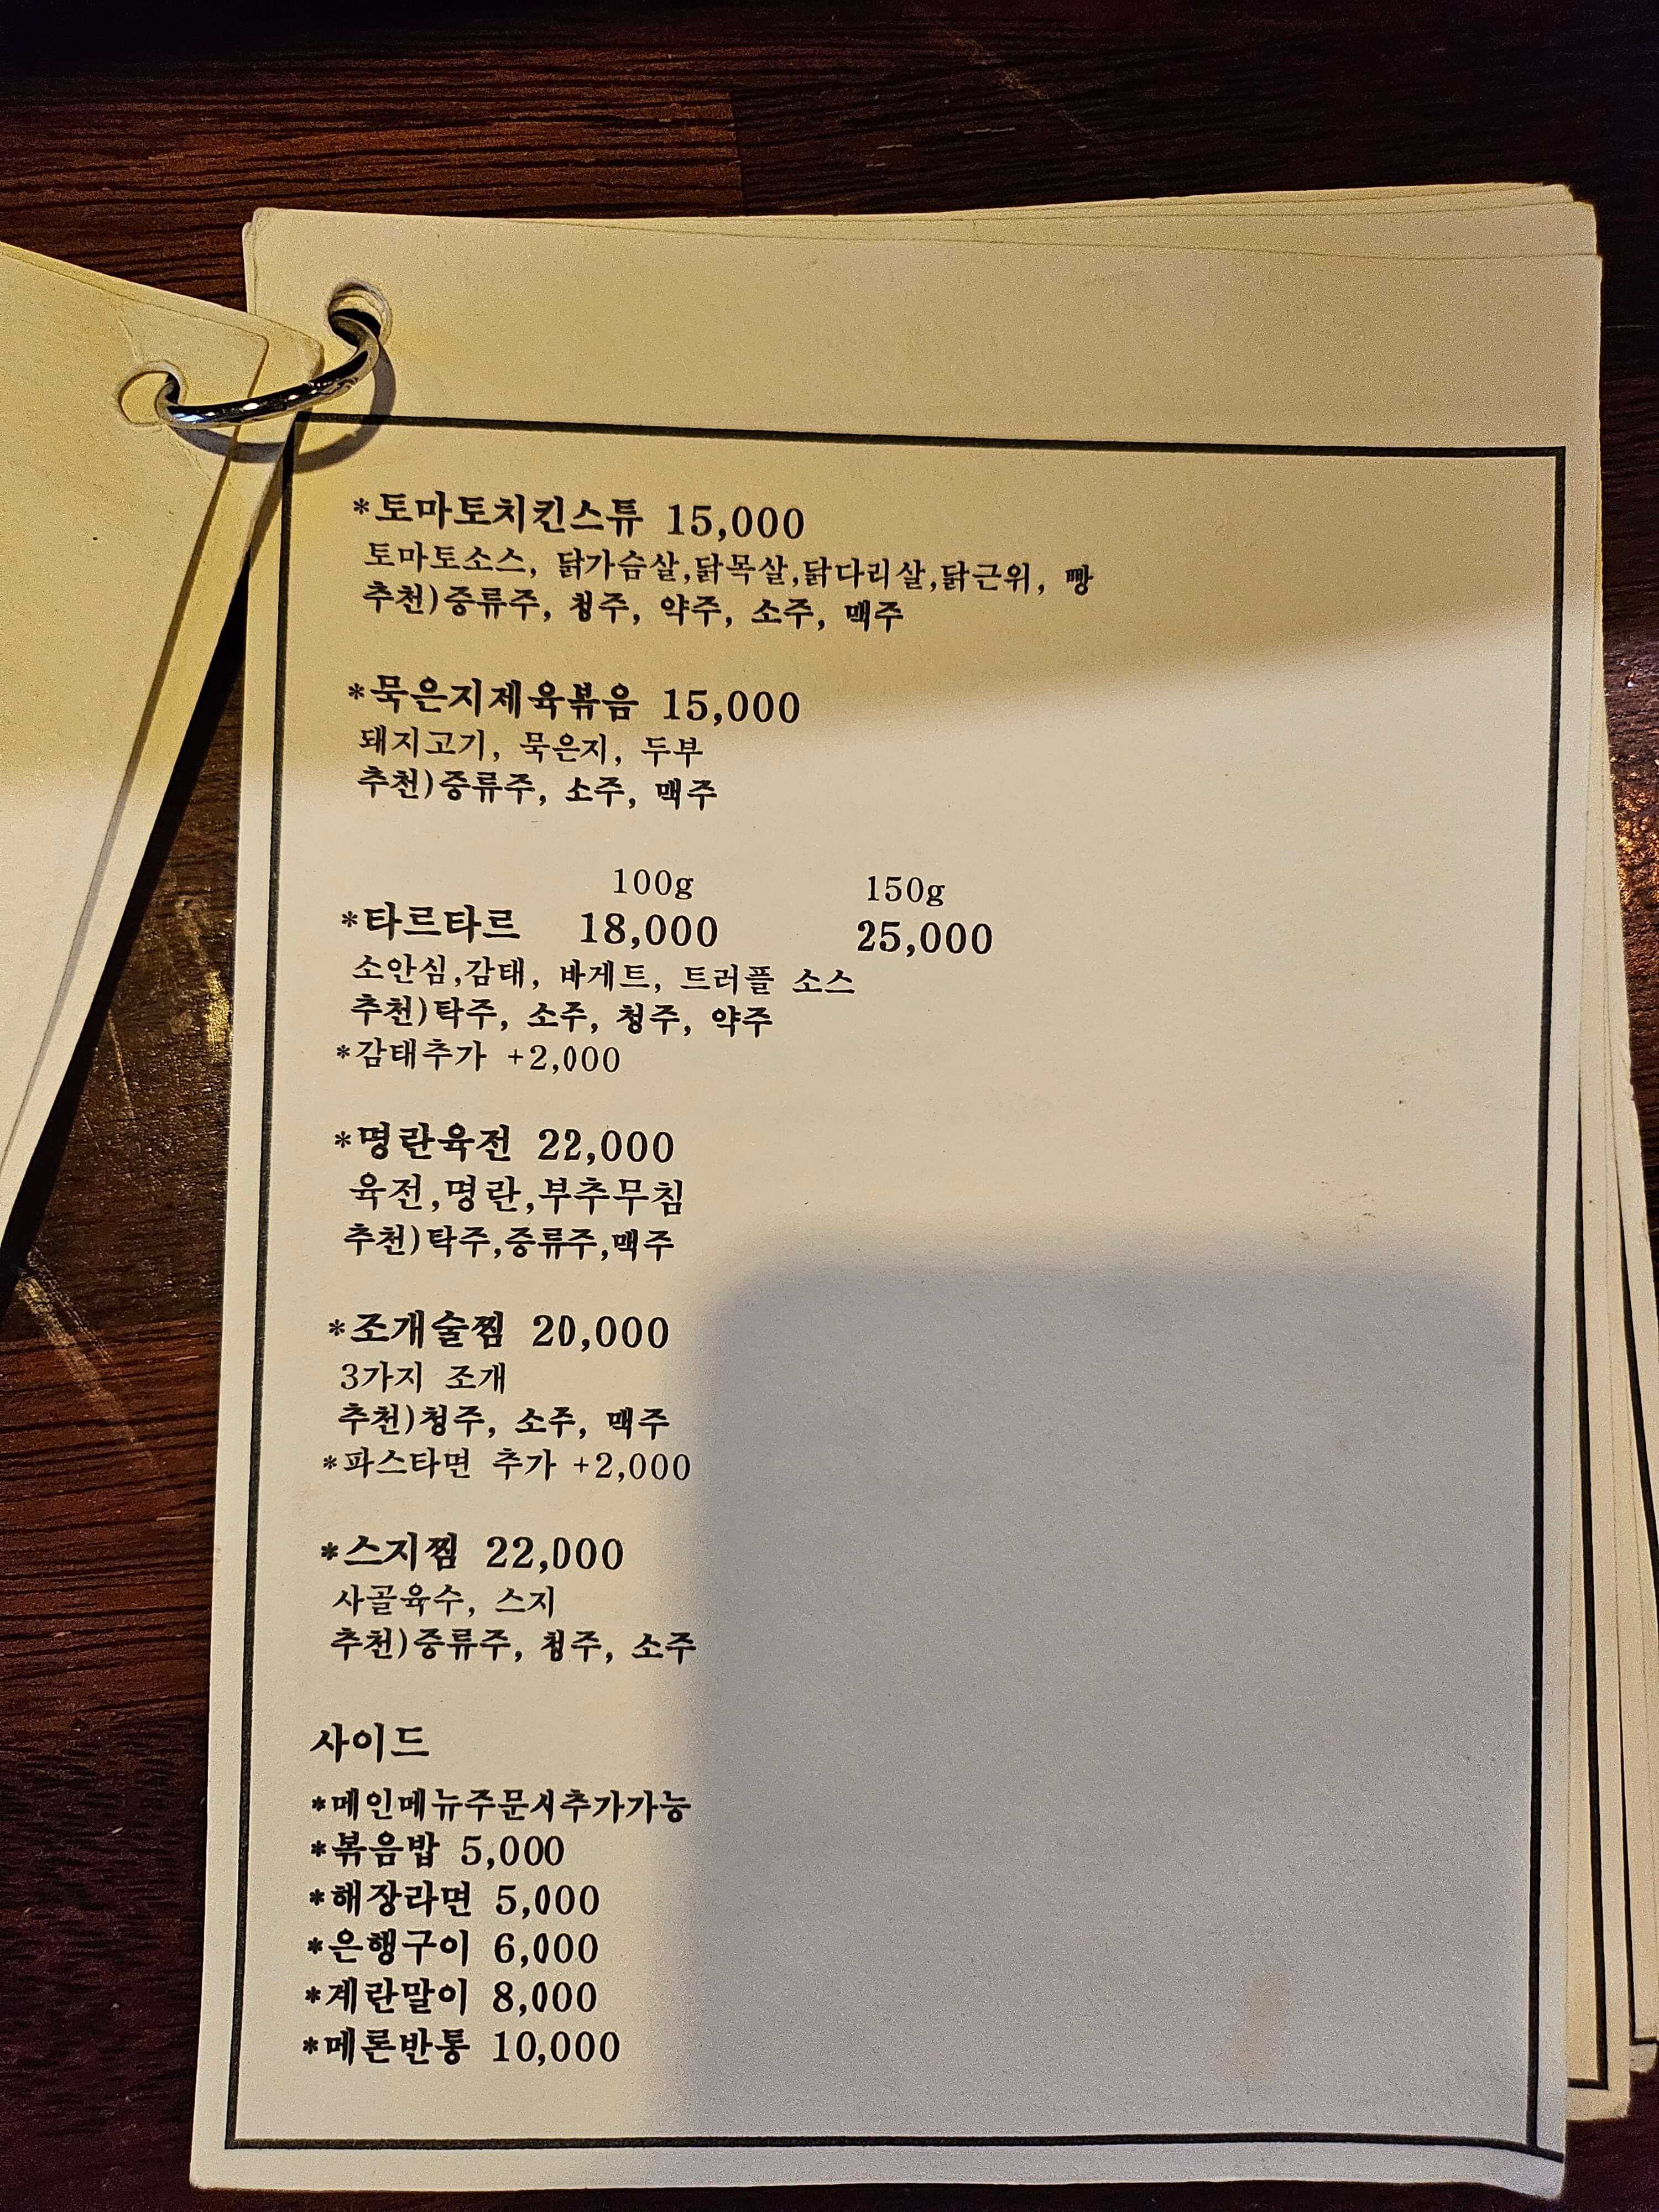 *토마토치킨스튜 15,000
토마토소스, 닭가슴살,닭목살,닭다리살,닭근위, 빵
추천)증류주, 청주, 약주, 소주, 맥주
*묵은지제육볶음 15,000
돼지고기, 묵은지, 두부
추천)증류주, 소주, 맥주
100g 150g
*타르타르 18,000 25,000
소안심,감태, 바게트, 트러플 소스
추천)탁주, 소주, 청주, 약주
*감태추가 +2,000
*명란육전 22,000
육전,명란,부추무침
추천)탁주,증류주,맥주
*조개술찜 20,000
3가지 조개
추천)청주, 소주, 맥주
*파스타면 추가 +2,000
*스지찜 22,000
사골육수, 스지
추천)증류주, 청주, 소주
사이드
*메인메뉴주문시추가가능
*볶음밥 5,000
*해장라면 5,000
*은행구이 6,000
*계란말이 8,000
*메론반통 10,000